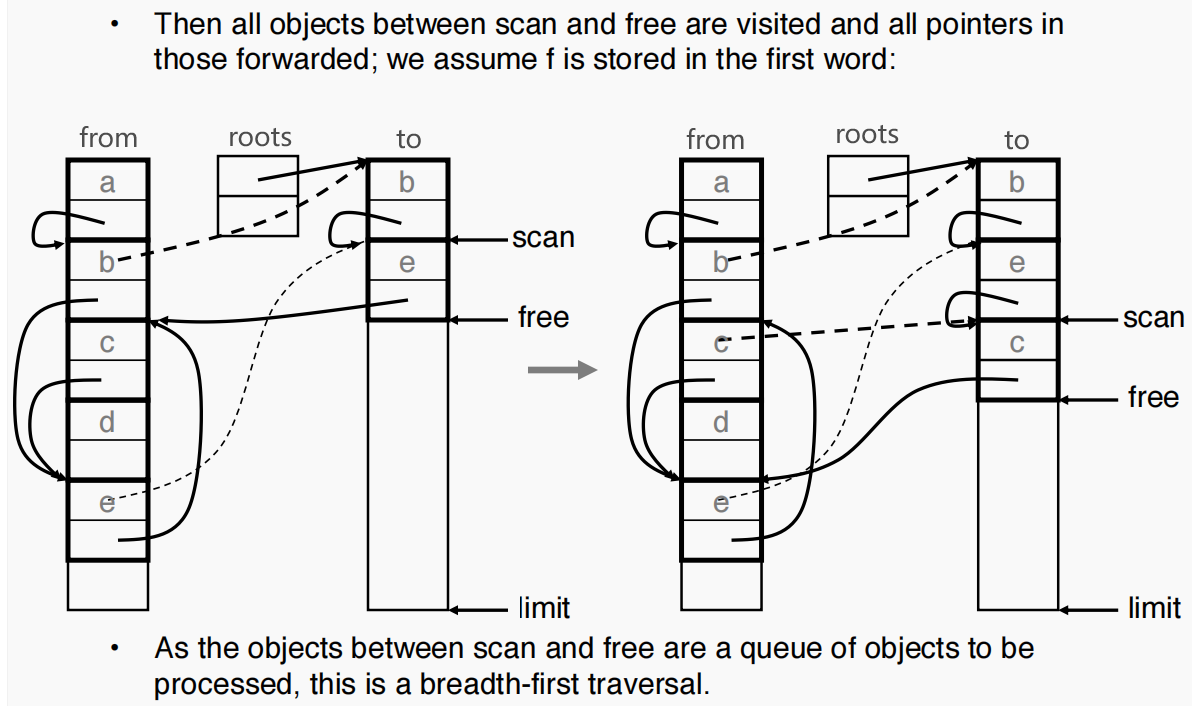 • Then all objects between scan and free are visited and all pointers in
those forwarded; we assume f is stored in the first word:
from roots to
a
b
scan
b
e
free
c
d
e
limit
from roots to
a
b
b
e
c
c
scan
d
free
e
limit
• As the objects between scan and free are a queue of objects to be
processed, this is a breadth-first traversal.